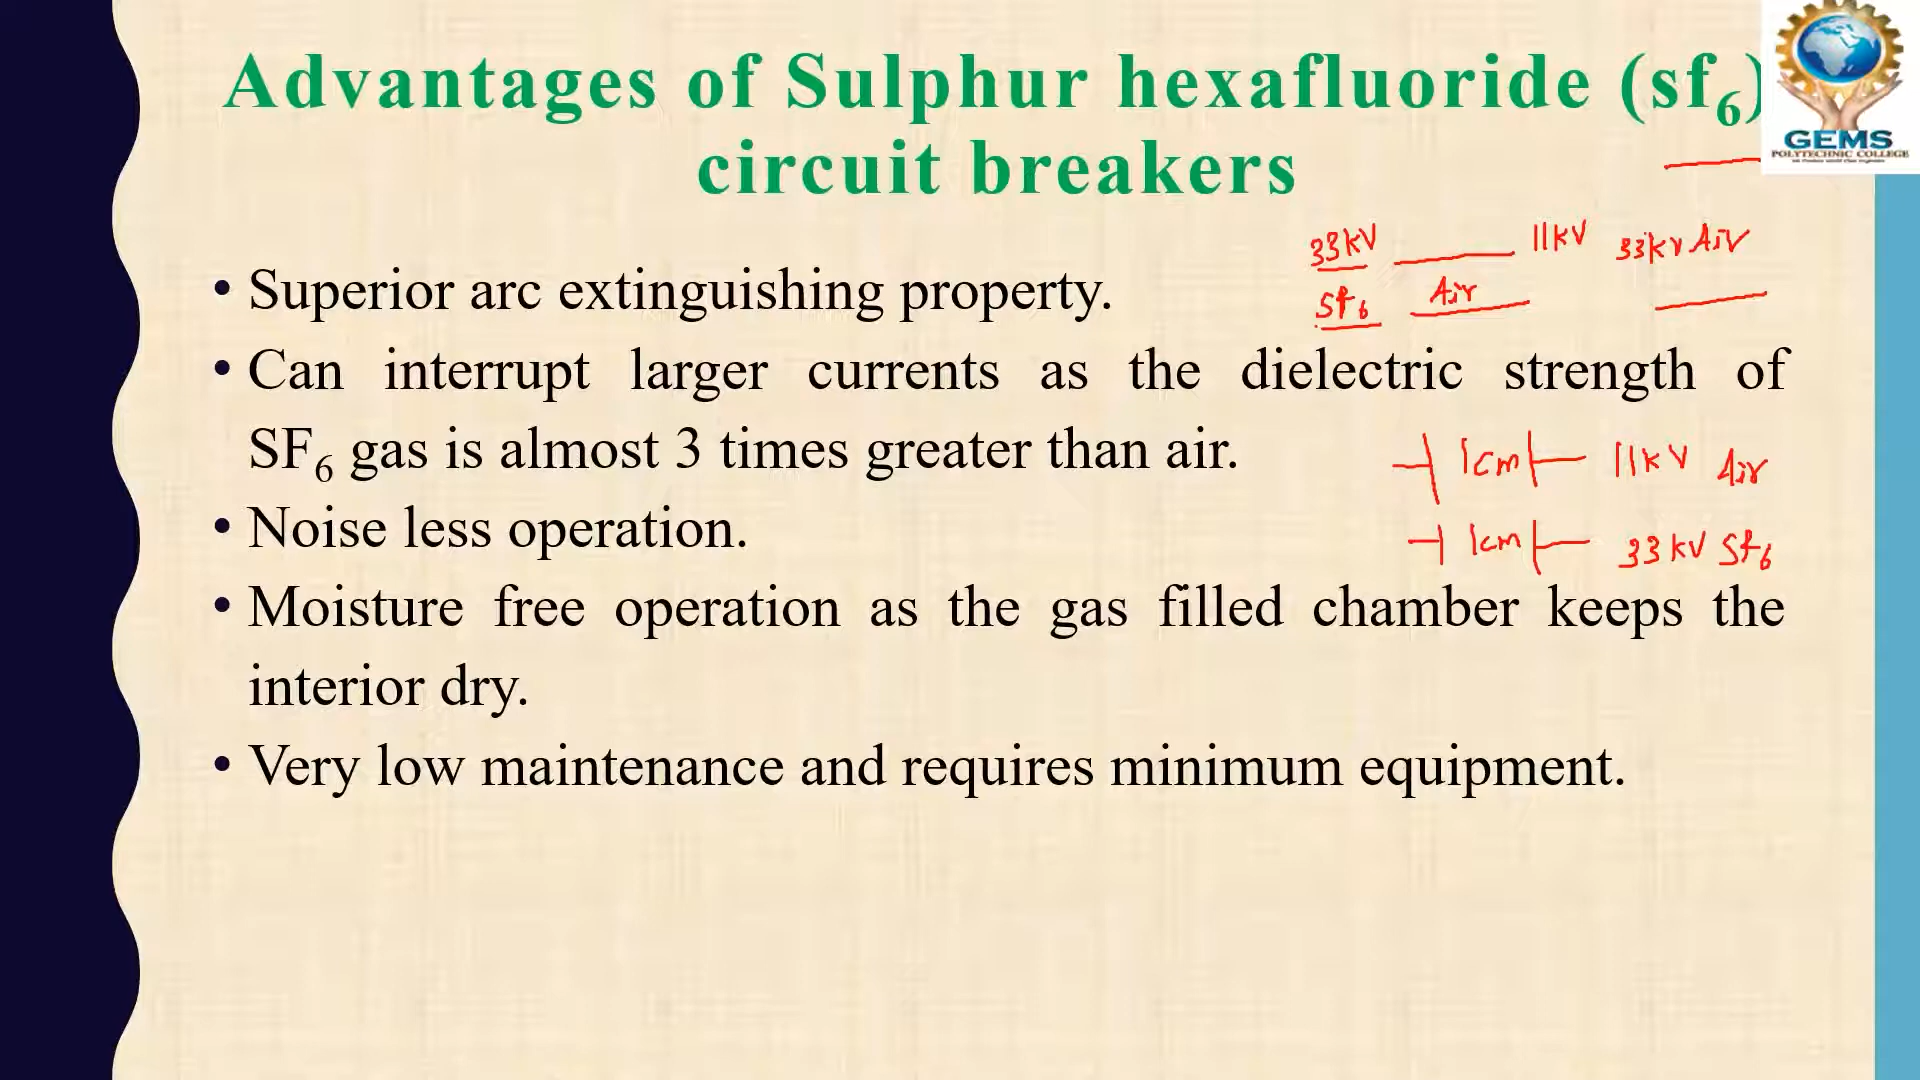 Advantages of Sulphur hexafluoride (sf6)
circuit breakers
GEMS
POLYTECHNIC COLLEGE
33kV 11kV 33kV Air
Sf6 Air
• Superior arc extinguishing property.
• Can interrupt larger currents as the dielectric strength of
SF6 gas is almost 3 times greater than air.
1cm 11kV Air
• Noise less operation.
1cm 33kV Sf6
• Moisture free operation as the gas filled chamber keeps the
interior dry.
• Very low maintenance and requires minimum equipment.